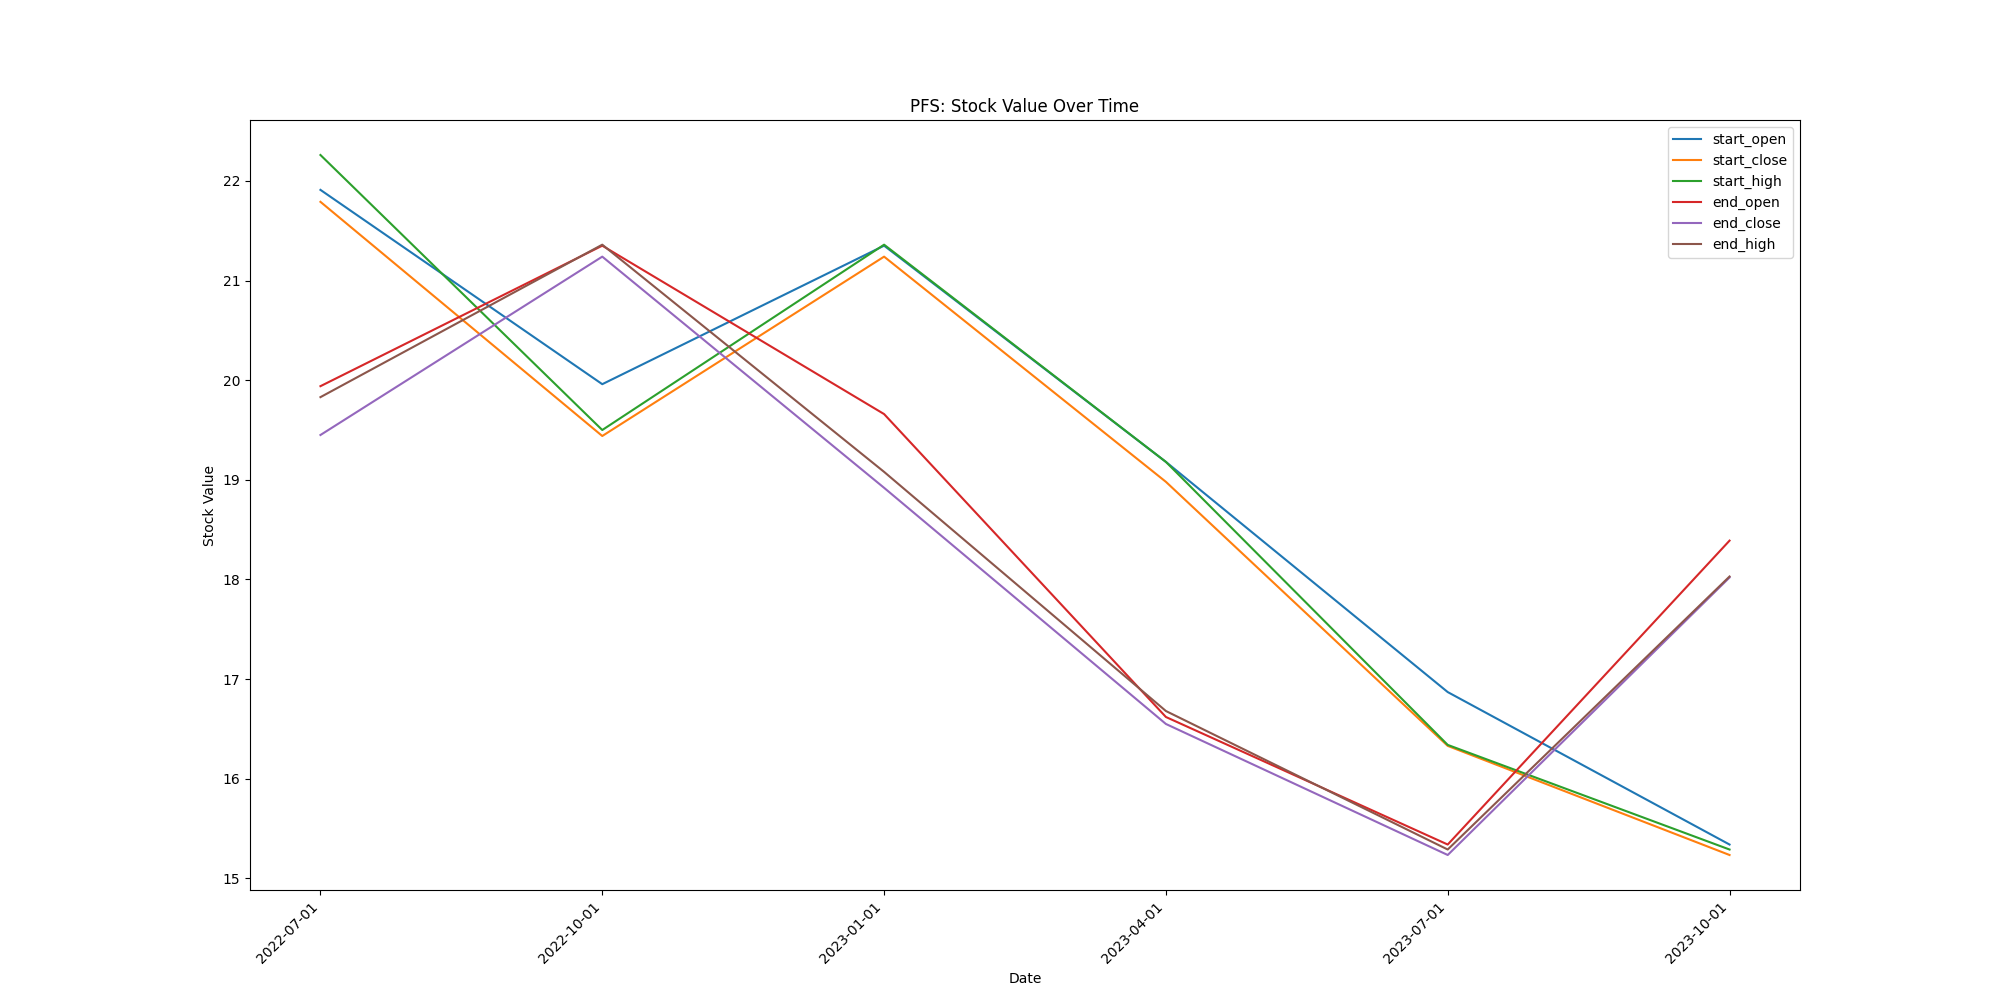 PFS: Stock Value Over Time
start_open
start_close
start_high
end_open
end_close
end_high
Stock Value
22
21
20
19
18
17
16
15
2022-07-01
2022-10-01
2023-01-01
2023-04-01
2023-07-01
2023-10-01
Date